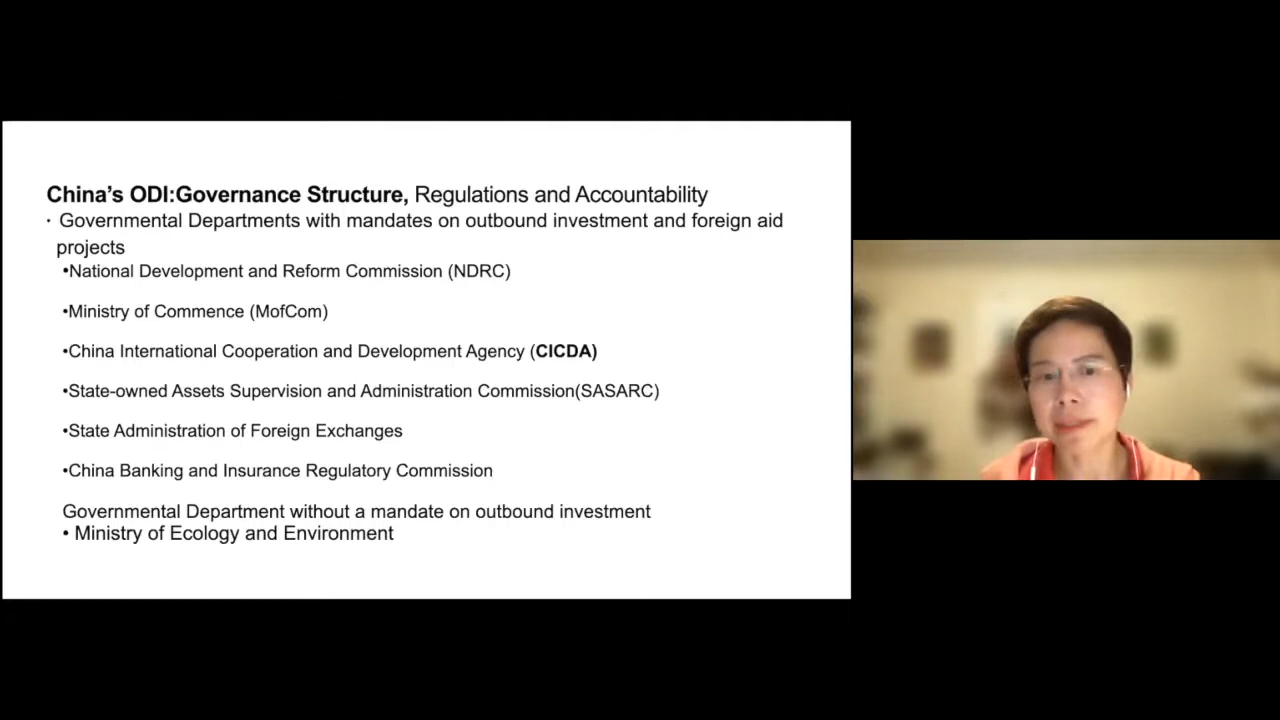 China’s ODI:Governance Structure, Regulations and Accountability
· Governmental Departments with mandates on outbound investment and foreign aid
projects
•National Development and Reform Commission (NDRC)
•Ministry of Commence (MofCom)
•China International Cooperation and Development Agency (CICDA)
•State-owned Assets Supervision and Administration Commission(SASARC)
•State Administration of Foreign Exchanges
•China Banking and Insurance Regulatory Commission
Governmental Department without a mandate on outbound investment
• Ministry of Ecology and Environment